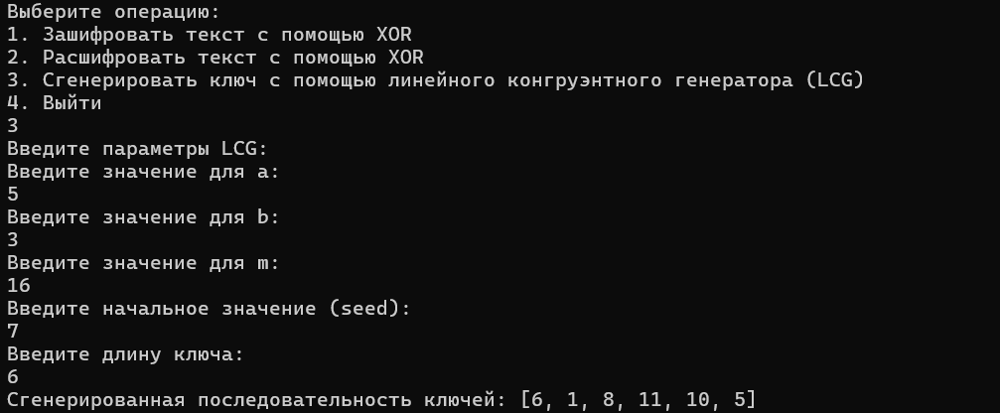 Выберите операцию:
1. Зашифровать текст с помощью XOR
2. Расшифровать текст с помощью XOR
3. Сгенерировать ключ с помощью линейного конгруэнтного генератора (LCG)
4. Выйти
3
Введите параметры LCG:
Введите значение для a:
5
Введите значение для b:
3
Введите значение для m:
16
Введите начальное значение (seed):
7
Введите длину ключа:
6
Сгенерированная последовательность ключей: [6, 1, 8, 11, 10, 5]